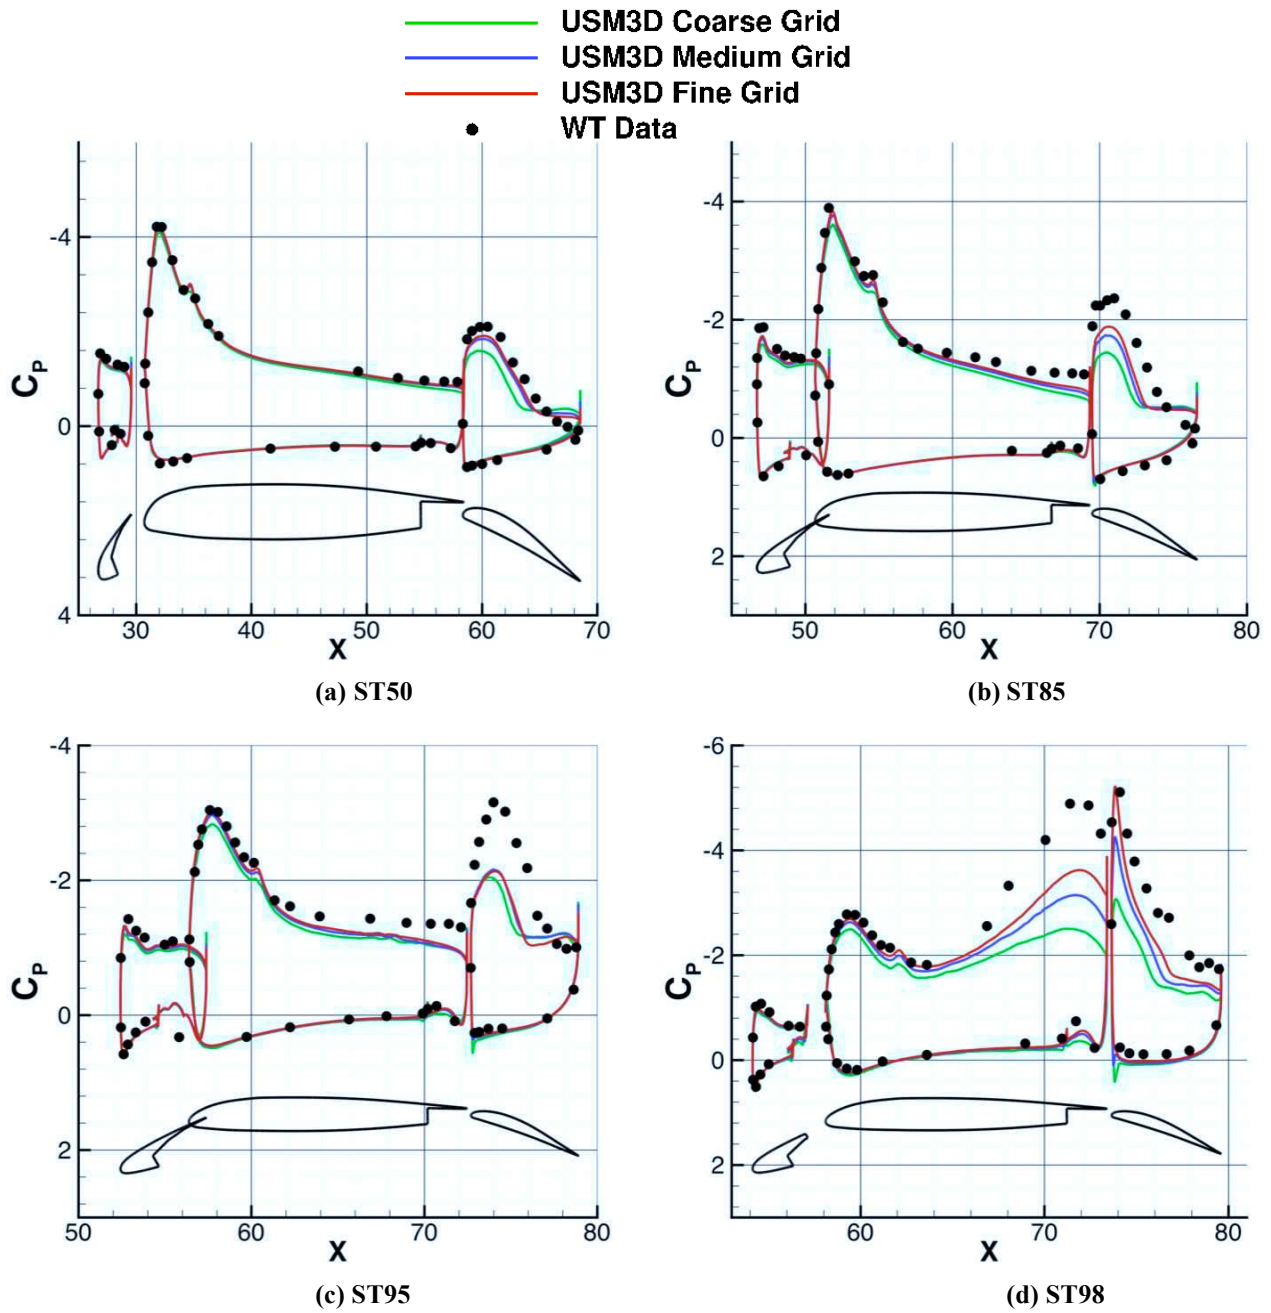 USM3D Coarse Grid
USM3D Medium Grid
USM3D Fine Grid
WT Data
-4
0
4
CP
30 40 50 60 70
X
(a) ST50
-4
-2
0
2
CP
50 60 70 80
X
(b) ST85
-4
-2
0
2
CP
50 60 70 80
X
(c) ST95
-6
-4
-2
0
2
CP
60 70 80
X
(d) ST98